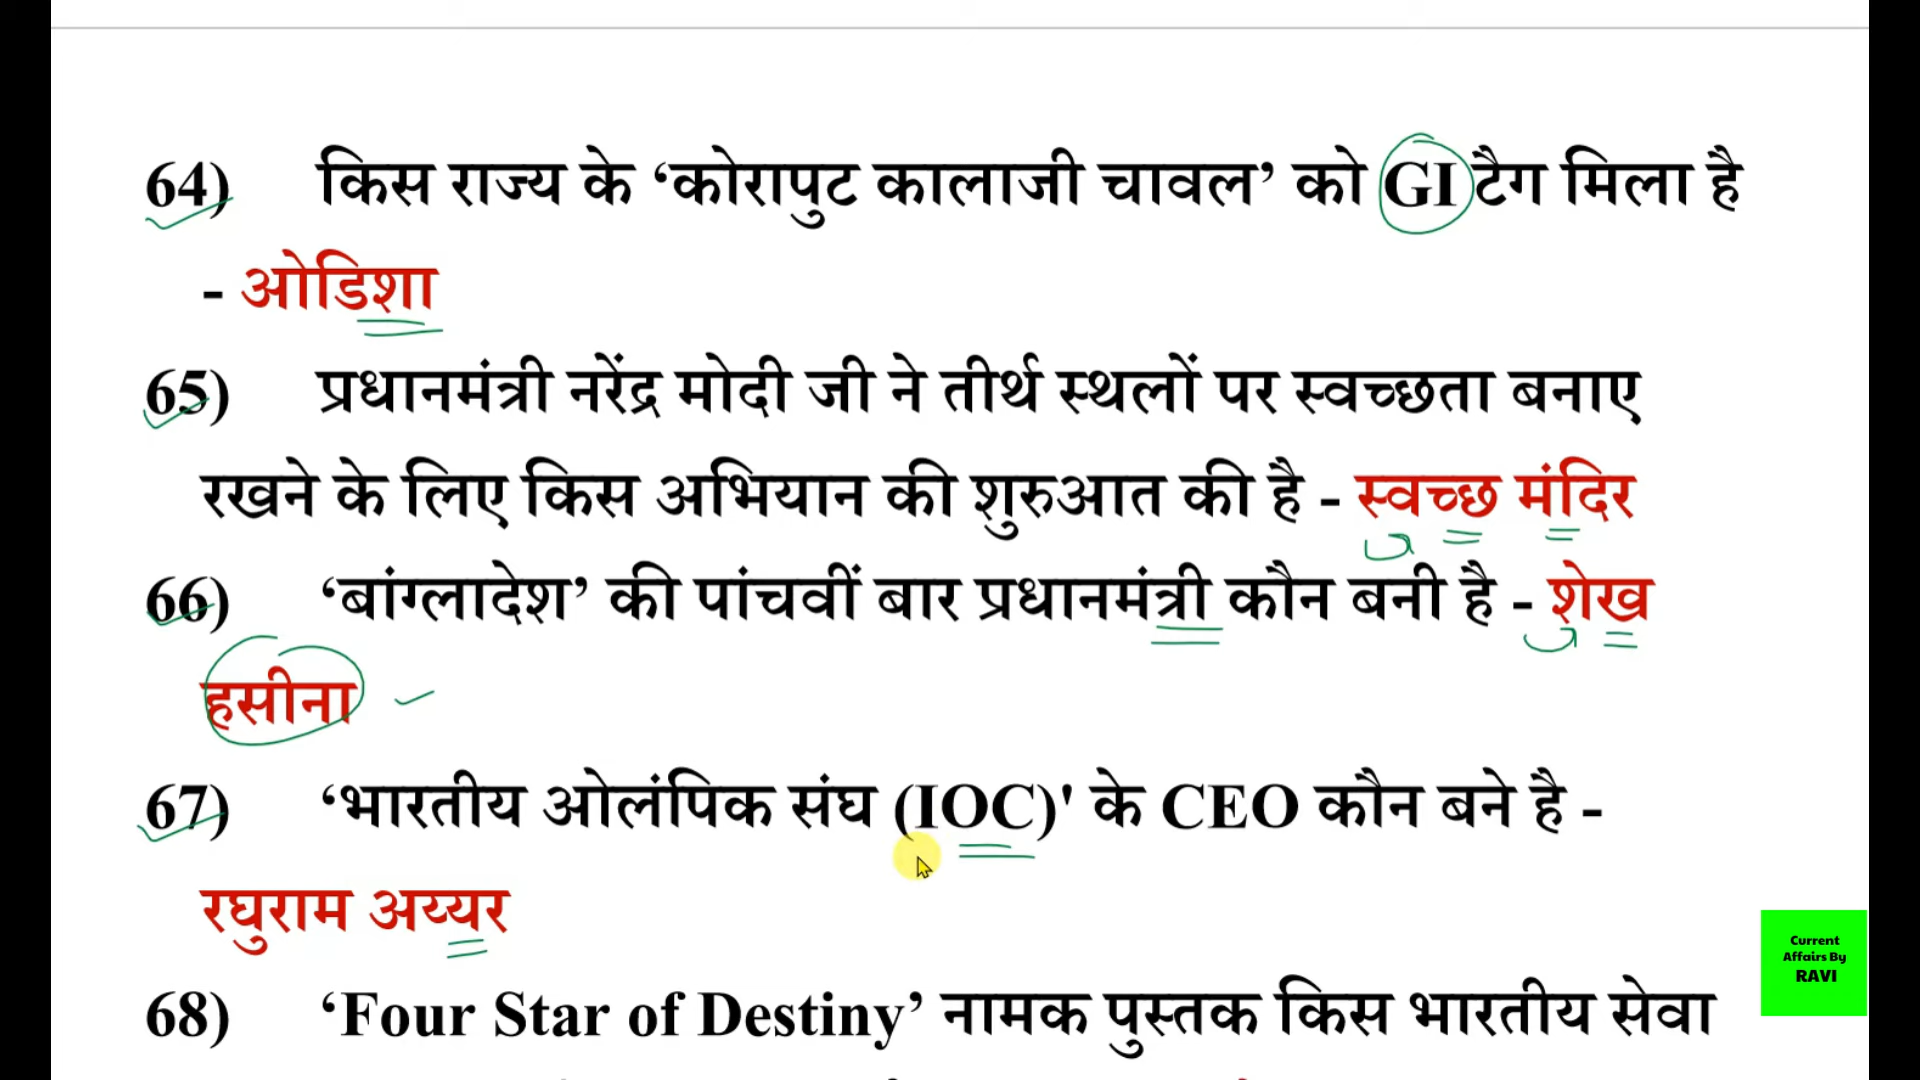 64) किस राज्य के ‘कोरापुट कालाजी चावल’ को GI टैग मिला है
- ओडिशा
65) प्रधानमंत्री नरेंद्र मोदी जी ने तीर्थ स्थलों पर स्वच्छता बनाए
रखने के लिए किस अभियान की शुरुआत की है - स्वच्छ मंदिर
66) ‘बांग्लादेश’ की पांचवीं बार प्रधानमंत्री कौन बनी है - शेख
हसीना
67) ‘भारतीय ओलंपिक संघ (IOC)' के CEO कौन बने है -
रघुराम अय्यर
Current
Affairs By
RAVI
68) ‘Four Star of Destiny’ नामक पुस्तक किस भारतीय सेवा